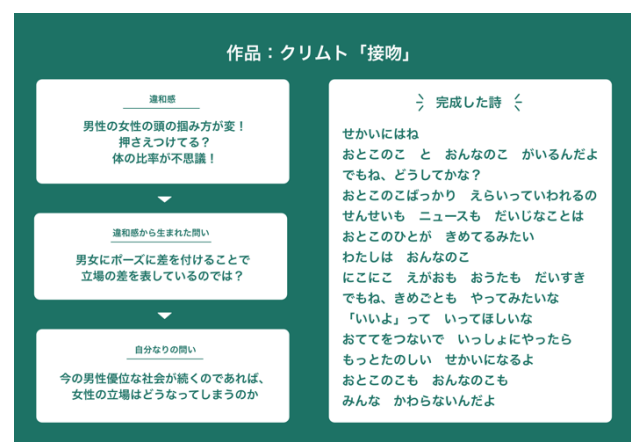 作品：クリムト「接吻」
違和感
男性の女性の頭の掴み方が変！
押さえつけてる？
体の比率が不思議！
違和感から生まれた問い
男女にポーズに差を付けることで
立場の差を表しているのでは？
自分なりの問い
今の男性優位な社会が続くのであれば、
女性の立場はどうなってしまうのか
完成した詩
せかいにはね
おとこのこ　と　おんなのこ　がいるんだよ
でもね、どうしてかな？
おとこのこばっかり　えらいっていわれるの
せんせいも　ニュースも　だいじなことは
おとこのひとが　きめてるみたい
わたしは　おんなのこ
にこにこ　えがおも　おうたも　だいすき
でもね、きめごとも　やってみたいな
「いいよ」って　いってほしいな
おててをつないで　いっしょにやったら
もっとたのしい　せかいになるよ
おとこのこも　おんなのこも
みんな　かわらないんだよ